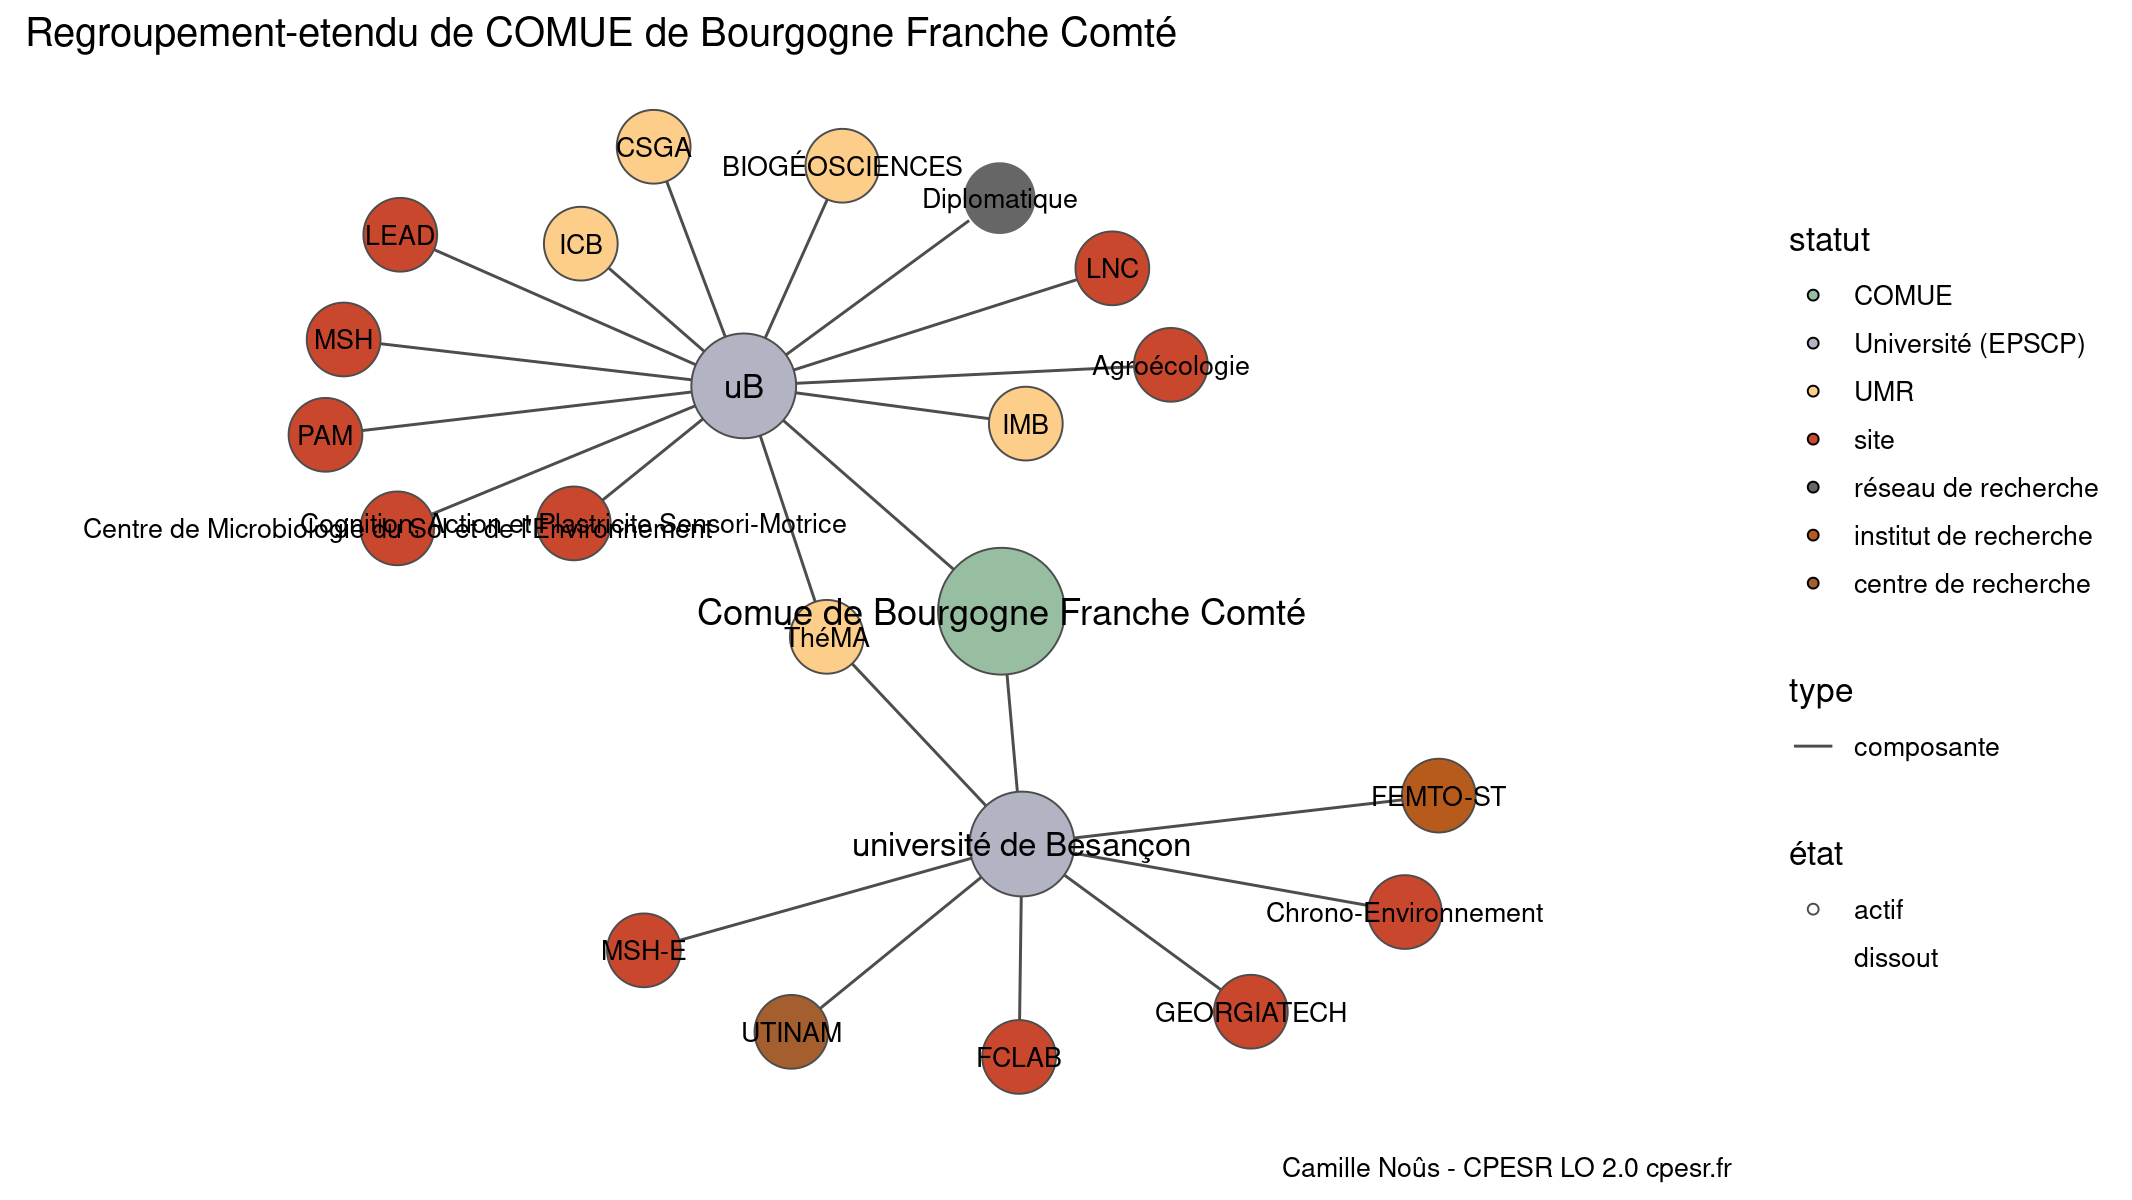 Regroupement-etendu de COMUE de Bourgogne Franche Comté
CSGA
BIOGÉOSCIENCES
Diplomatique
LEAD
ICB
LNC
MSH
Agroécologie
uB
IMB
PAM
Cognition, Action et Plastricite Sensori-Motrice
Centre de Microbiologie du Sol et de l'Environnement
Comue de Bourgogne Franche Comté
ThéMA
FEMTO-ST
université de Besançon
Chrono-Environnement
MSH-E
GEORGIATECH
UTINAM
FCLAB
statut
COMUE
Université (EPSCP)
UMR
site
réseau de recherche
institut de recherche
centre de recherche
type
composante
état
actif
dissout
Camille Noûs - CPESR LO 2.0 cpesr.fr